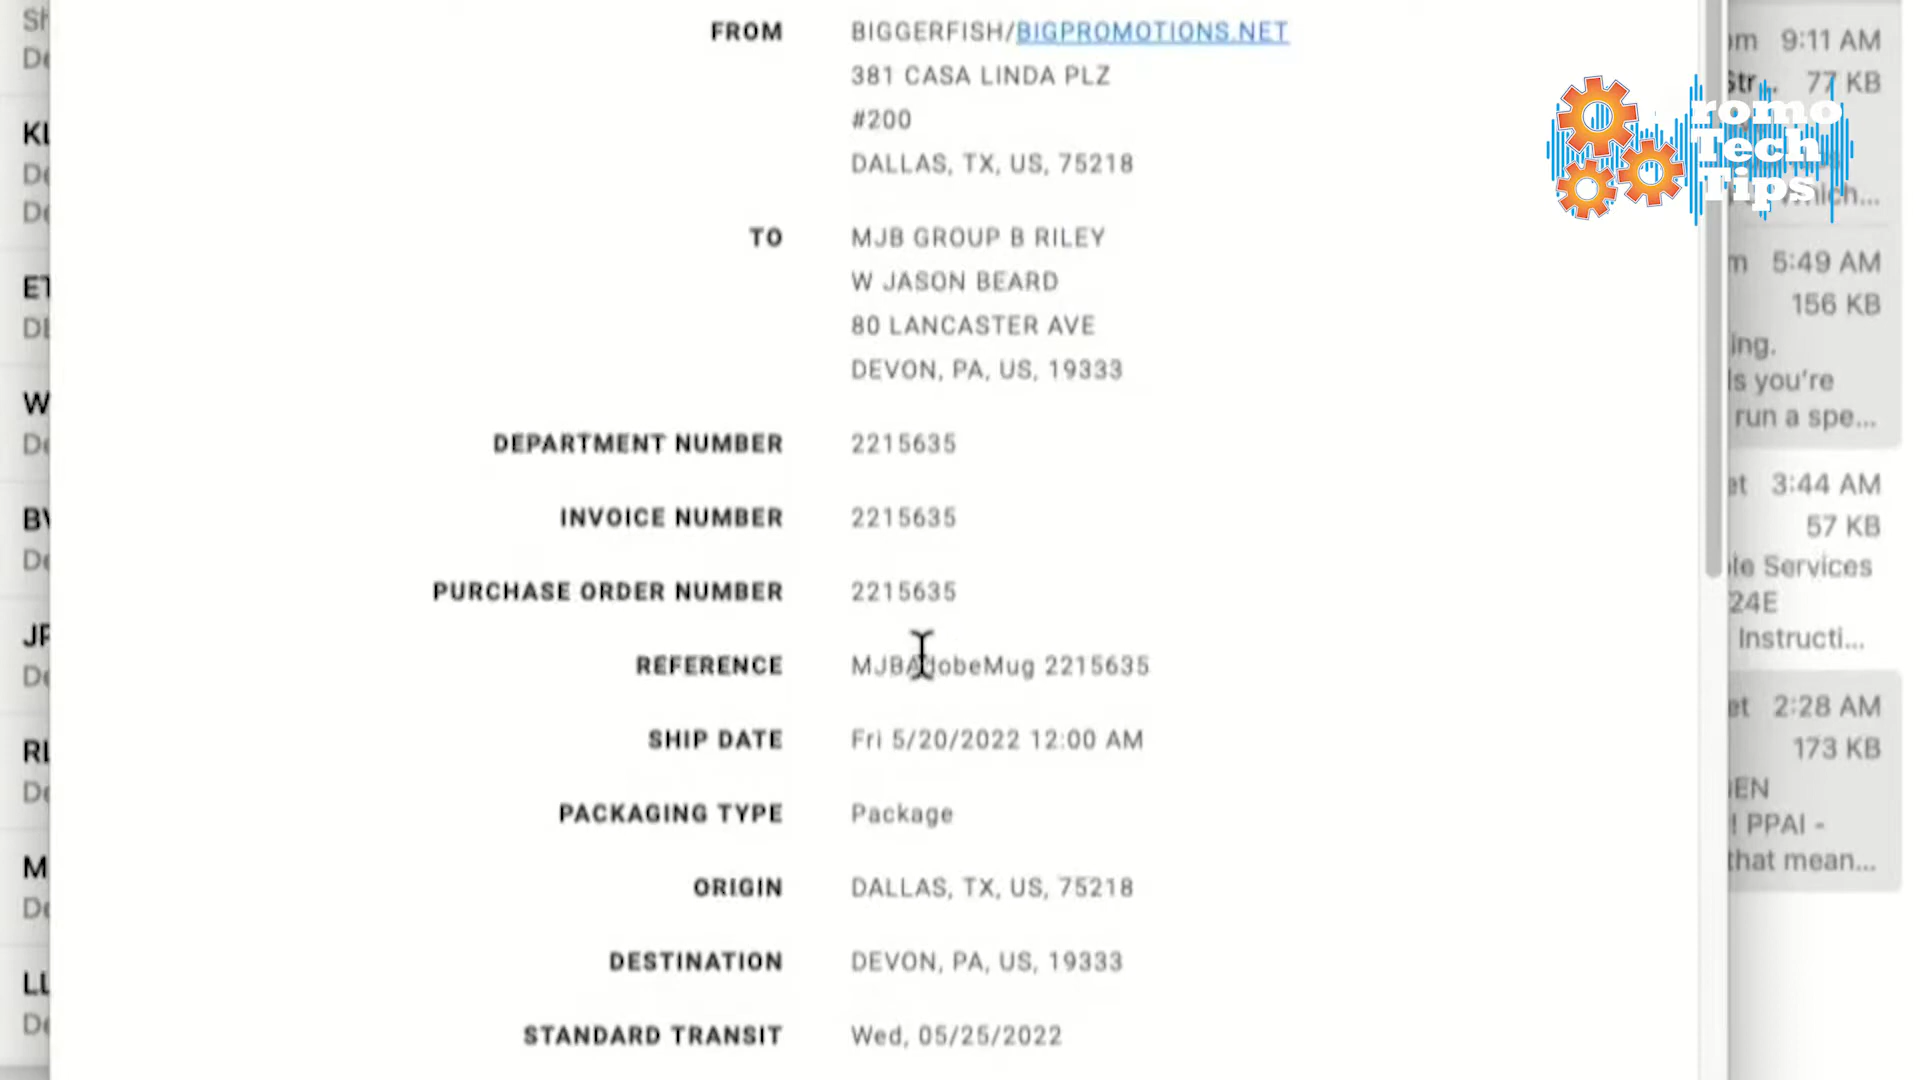 FROM BIGGERFISH/BIGPROMOTIONS.NET
381 CASA LINDA PLZ
#200
DALLAS, TX, US, 75218
TO MJB GROUP B RILEY
W JASON BEARD
80 LANCASTER AVE
DEVON, PA, US, 19333
DEPARTMENT NUMBER 2215635
INVOICE NUMBER 2215635
PURCHASE ORDER NUMBER 2215635
REFERENCE MJBAdobeMug 2215635
SHIP DATE Fri 5/20/2022 12:00 AM
PACKAGING TYPE Package
ORIGIN DALLAS, TX, US, 75218
DESTINATION DEVON, PA, US, 19333
STANDARD TRANSIT Wed, 05/25/2022
9:11 AM
77 KB
Promo
Tech
Tips
5:49 AM
156 KB
ing.
you're
run a spe...
3:44 AM
57 KB
Services
24E
Instructi...
2:28 AM
173 KB
PPAI -
that mean...